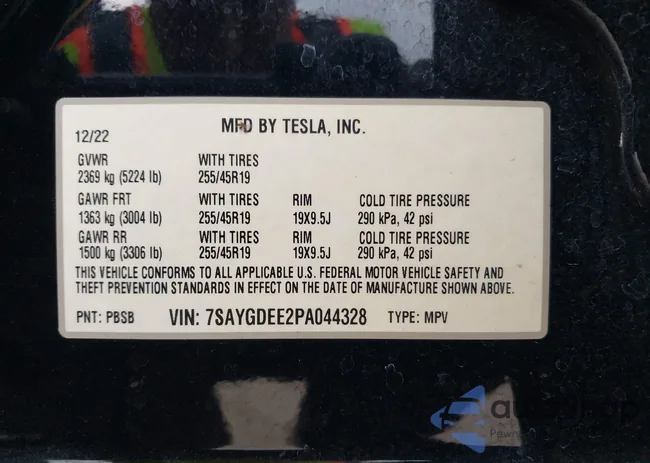 MFD BY TESLA, INC.
12/22
GVWR WITH TIRES
2369 kg (5224 lb) 255/45R19
GAWR FRT WITH TIRES RIM COLD TIRE PRESSURE
1363 kg (3004 lb) 255/45R19 19X9.5J 290 kPa, 42 psi
GAWR RR WITH TIRES RIM COLD TIRE PRESSURE
1500 kg (3306 lb) 255/45R19 19X9.5J 290 kPa, 42 psi
THIS VEHICLE CONFORMS TO ALL APPLICABLE U.S. FEDERAL MOTOR VEHICLE SAFETY AND
THEFT PREVENTION STANDARDS IN EFFECT ON THE DATE OF MANUFACTURE SHOWN ABOVE.
PNT: PBSB VIN: 7SAYGDEE2PA044328 TYPE: MPV